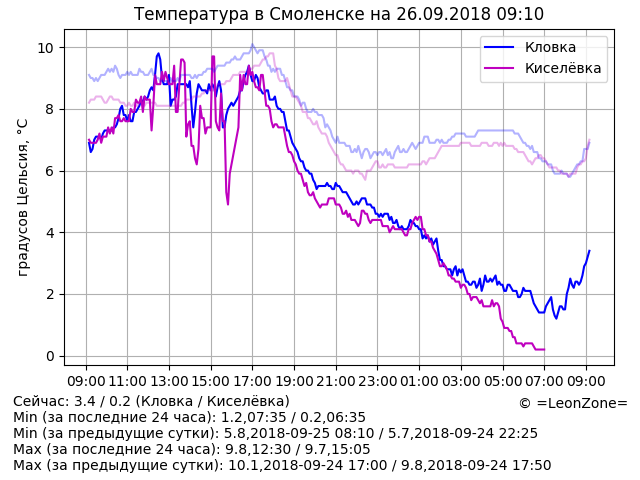 Температура в Смоленске на 26.09.2018 09:10
Кловка
Киселёвка
градусов Цельсия, °C
10
8
6
4
2
0
09:00 11:00 13:00 15:00 17:00 19:00 21:00 23:00 01:00 03:00 05:00 07:00 09:00
Сейчас: 3.4 / 0.2 (Кловка / Киселёвка)
© =LeonZone=
Min (за последние 24 часа): 1.2,07:35 / 0.2,06:35
Min (за предыдущие сутки): 5.8,2018-09-25 08:10 / 5.7,2018-09-24 22:25
Max (за последние 24 часа): 9.8,12:30 / 9.7,15:05
Max (за предыдущие сутки): 10.1,2018-09-24 17:00 / 9.8,2018-09-24 17:50